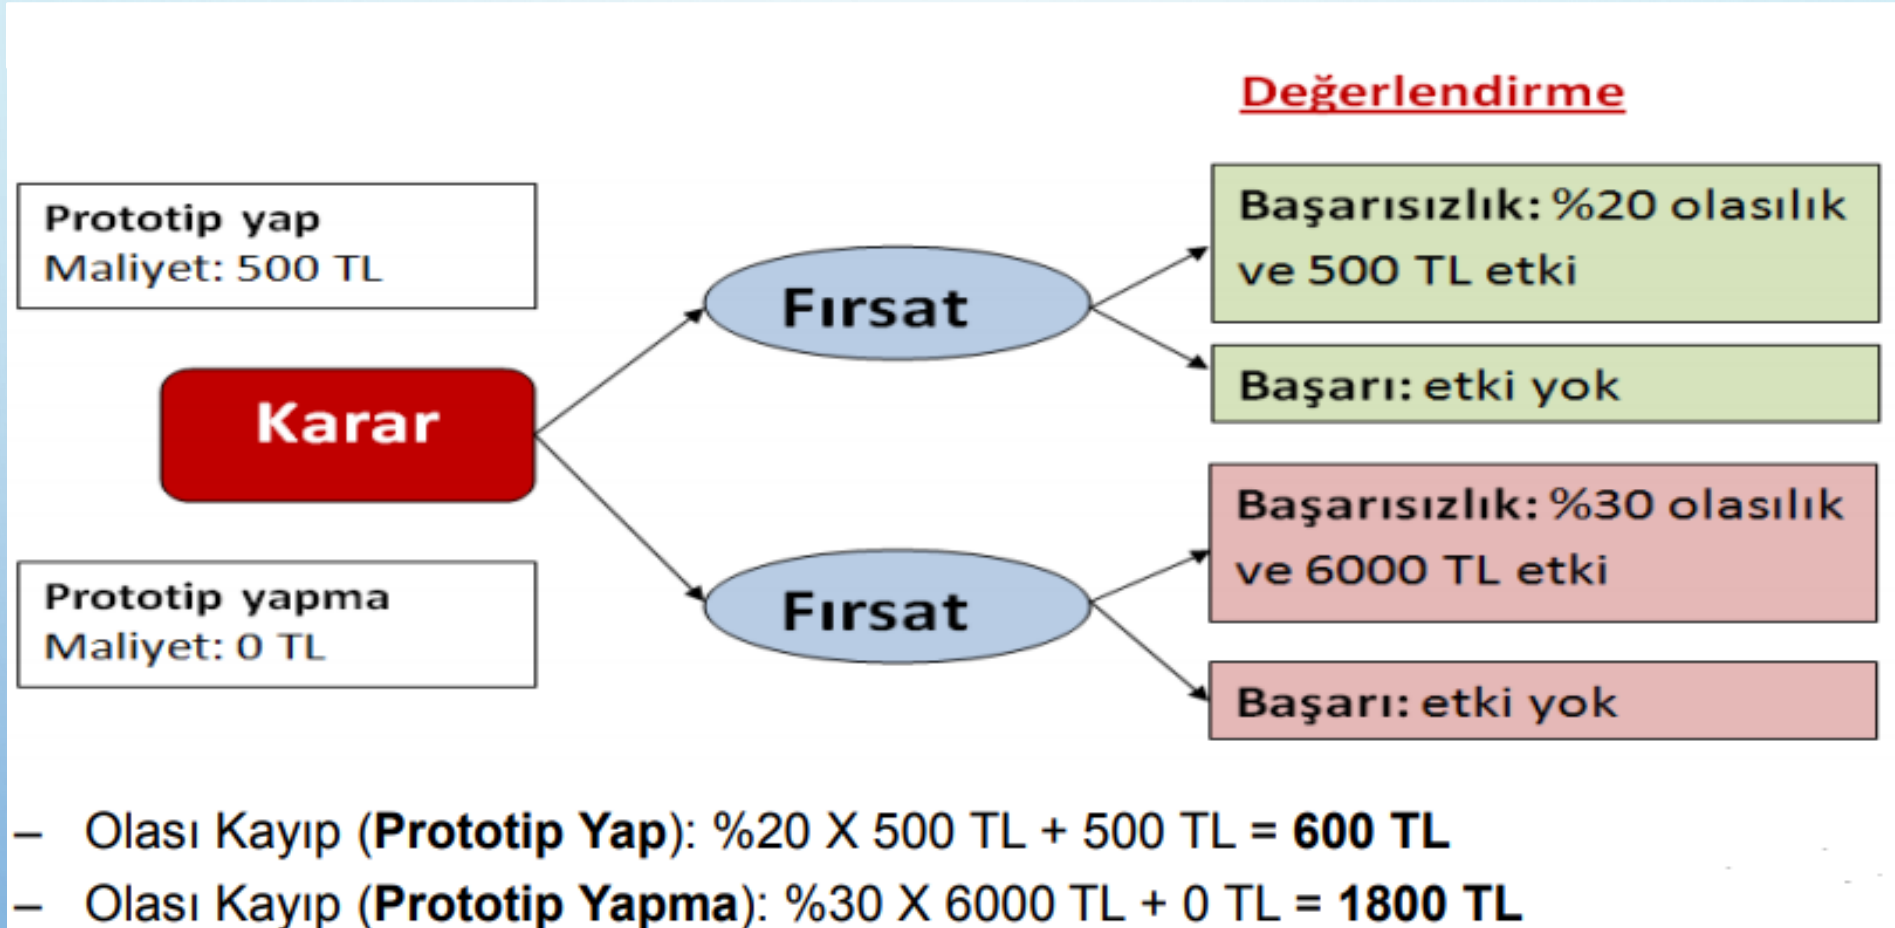 Değerlendirme
Prototip yap
Maliyet: 500 TL
Karar
Prototip yapma
Maliyet: 0 TL
Fırsat
Fırsat
Başarısızlık: %20 olasılık
ve 500 TL etki
Başarı: etki yok
Başarısızlık: %30 olasılık
ve 6000 TL etki
Başarı: etki yok
– Olası Kayıp (Prototip Yap): %20 X 500 TL + 500 TL = 600 TL
– Olası Kayıp (Prototip Yapma): %30 X 6000 TL + 0 TL = 1800 TL